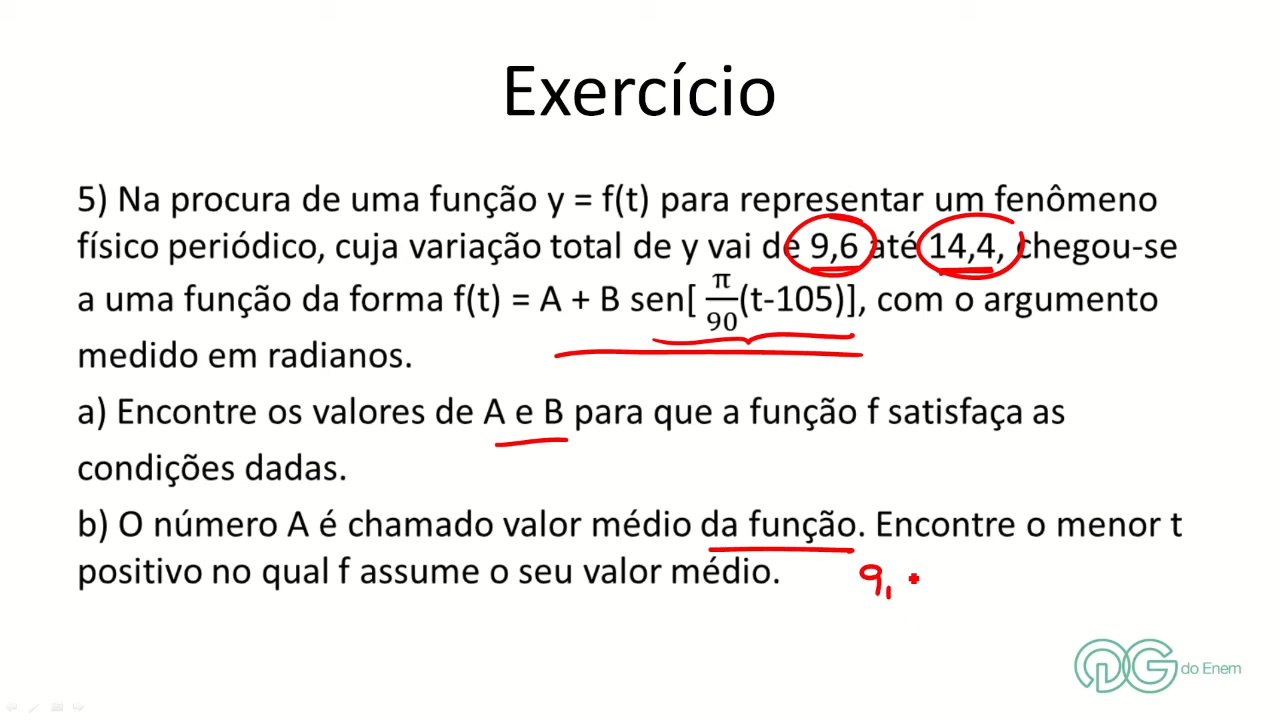 Exercício
5) Na procura de uma função y = f(t) para representar um fenômeno
físico periódico, cuja variação total de y vai de 9,6 até 14,4, chegou-se
a uma função da forma f(t) = A + B sen[ π/90 (t-105)], com o argumento
medido em radianos.
a) Encontre os valores de A e B para que a função f satisfaça as
condições dadas.
b) O número A é chamado valor médio da função. Encontre o menor t
positivo no qual f assume o seu valor médio.
9,
do Enem